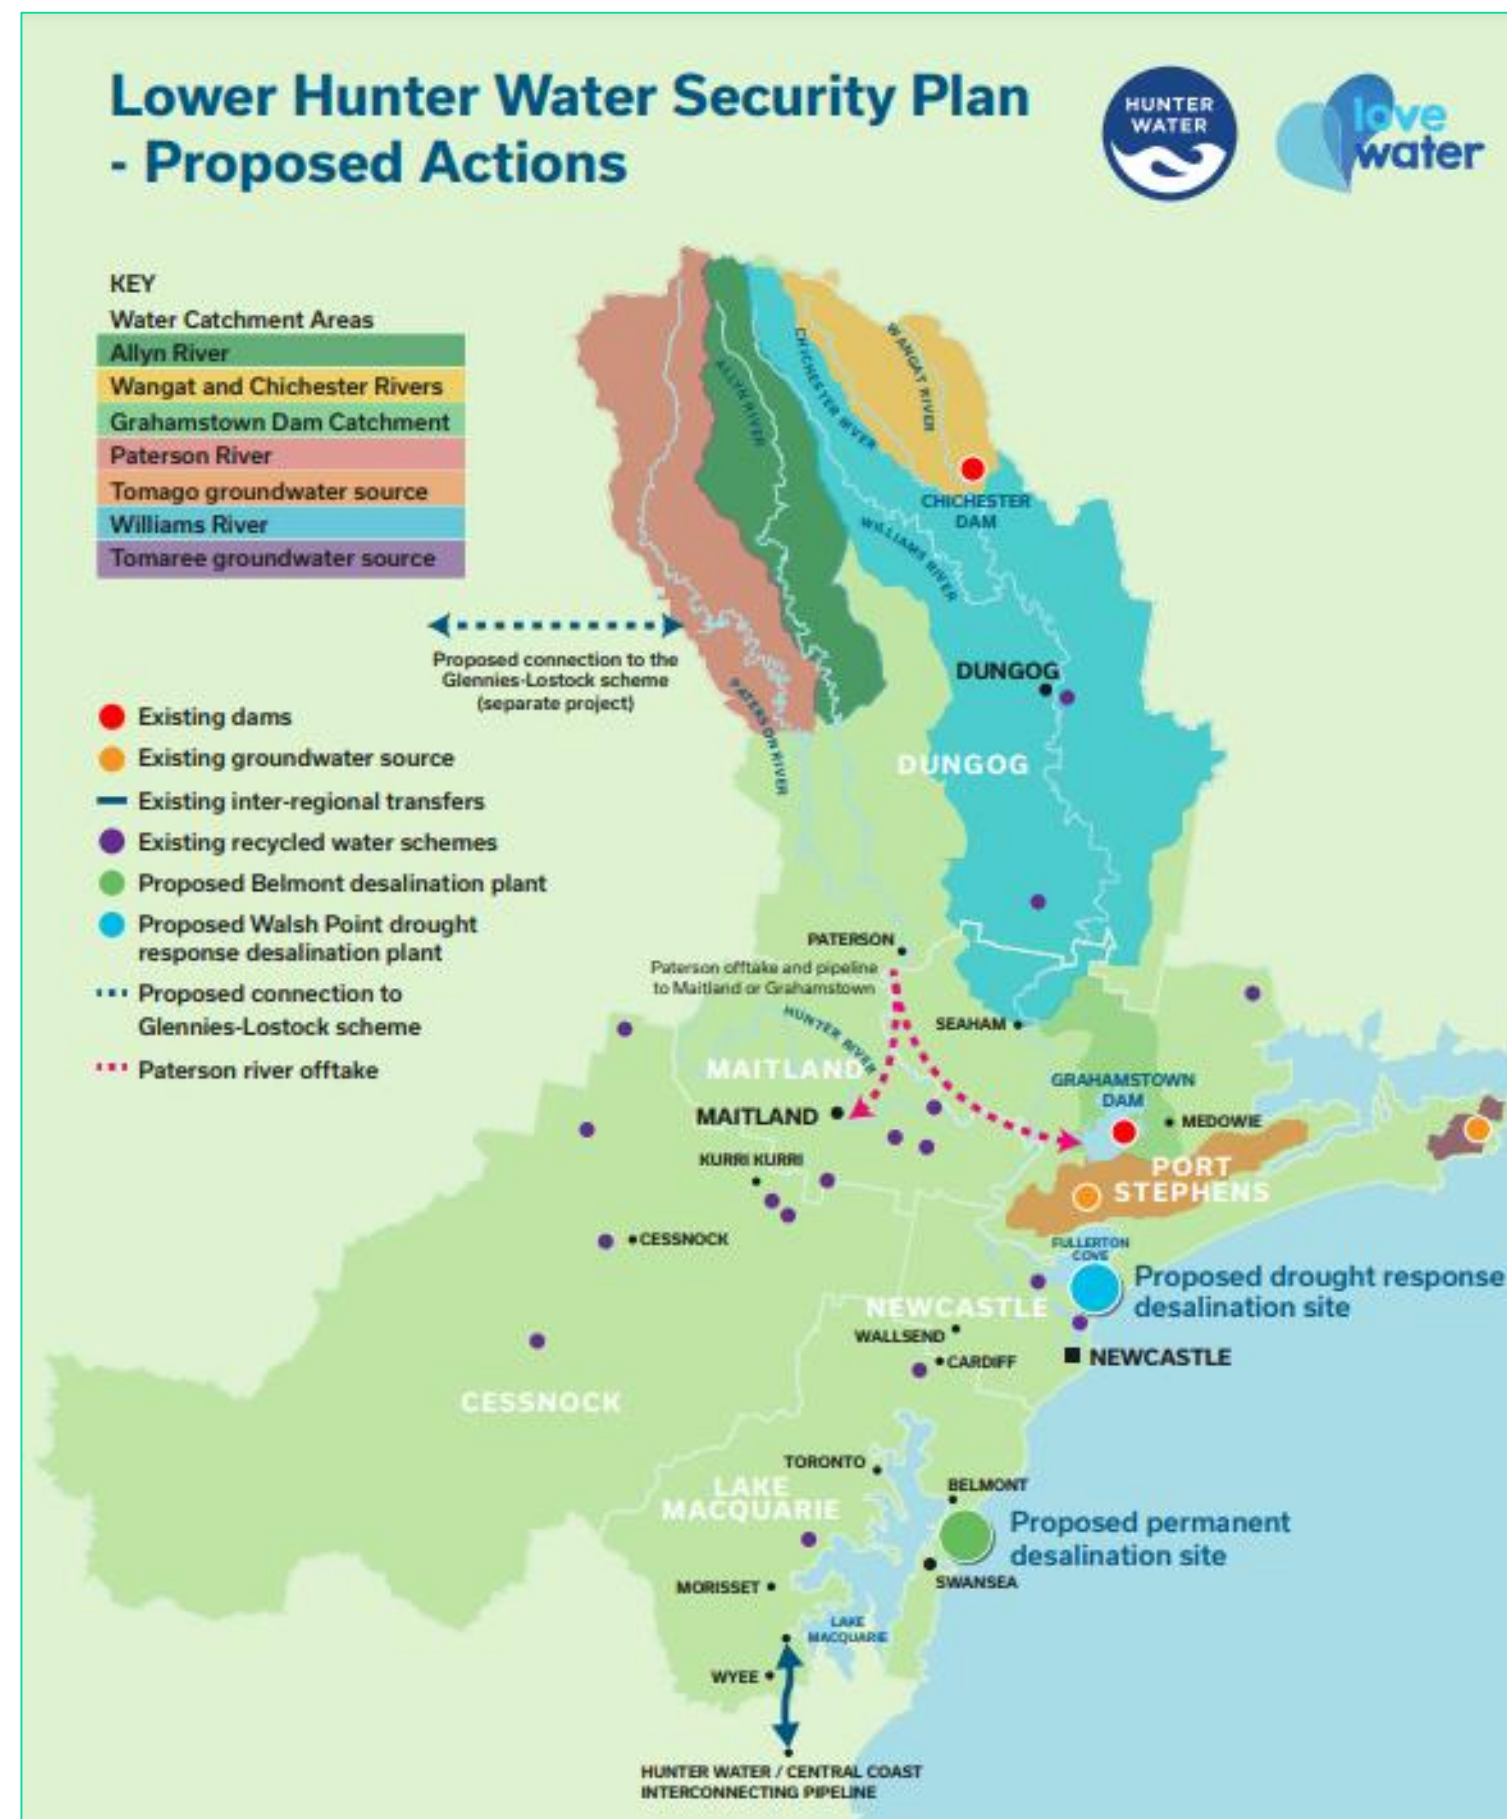 Lower Hunter Water Security Plan
- Proposed Actions
HUNTER
WATER
love
water
KEY
Water Catchment Areas
Allyn River
Wangat and Chichester Rivers
Grahamstown Dam Catchment
Paterson River
Tomago groundwater source
Williams River
Tomaree groundwater source
Proposed connection to the
Glennies-Lostock scheme
(separate project)
Existing dams
Existing groundwater source
Existing inter-regional transfers
Existing recycled water schemes
Proposed Belmont desalination plant
Proposed Walsh Point drought
response desalination plant
Proposed connection to
Glennies-Lostock scheme
Paterson river offtake
ALLYN RIVER
CHICHESTER RIVER
WANGAT RIVER
CHICHESTER
DAM
WILLIAMS RIVER
DUNGOG
PATERSON RIVER
DUNGOG
PATERSON
Paterson offtake and pipeline
to Maitland or Grahamstown
HUNTER RIVER
SEAHAM
MAITLAND
GRAHAMSTOWN
DAM
MAITLAND
MEDOWIE
KURRI KURRI
PORT
STEPHENS
CESSNOCK
FULLERTON
COVE
Proposed drought response
desalination site
NEWCASTLE
WALLSEND
CARDIFF
NEWCASTLE
CESSNOCK
TORONTO
LAKE
MACQUARIE
BELMONT
Proposed permanent
desalination site
SWANSEA
MORISSET
LAKE
MACQUARIE
WYEE
HUNTER WATER / CENTRAL COAST
INTERCONNECTING PIPELINE